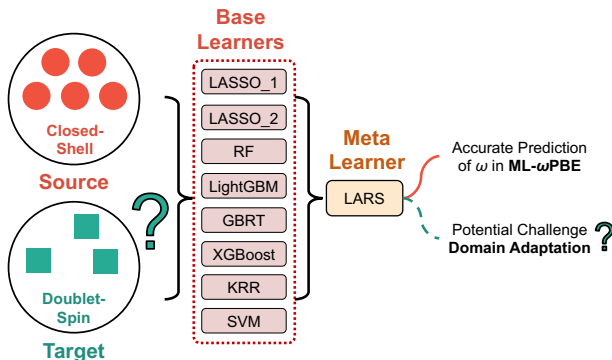 Base
Learners
Closed-
Shell
Source
?
Doublet-
Spin
Target
LASSO_1
LASSO_2
RF
LightGBM
GBRT
XGBoost
KRR
SVM
Meta
Learner
LARS
Accurate Prediction
of ω in ML-ωPBE
Potential Challenge
Domain Adaptation ?